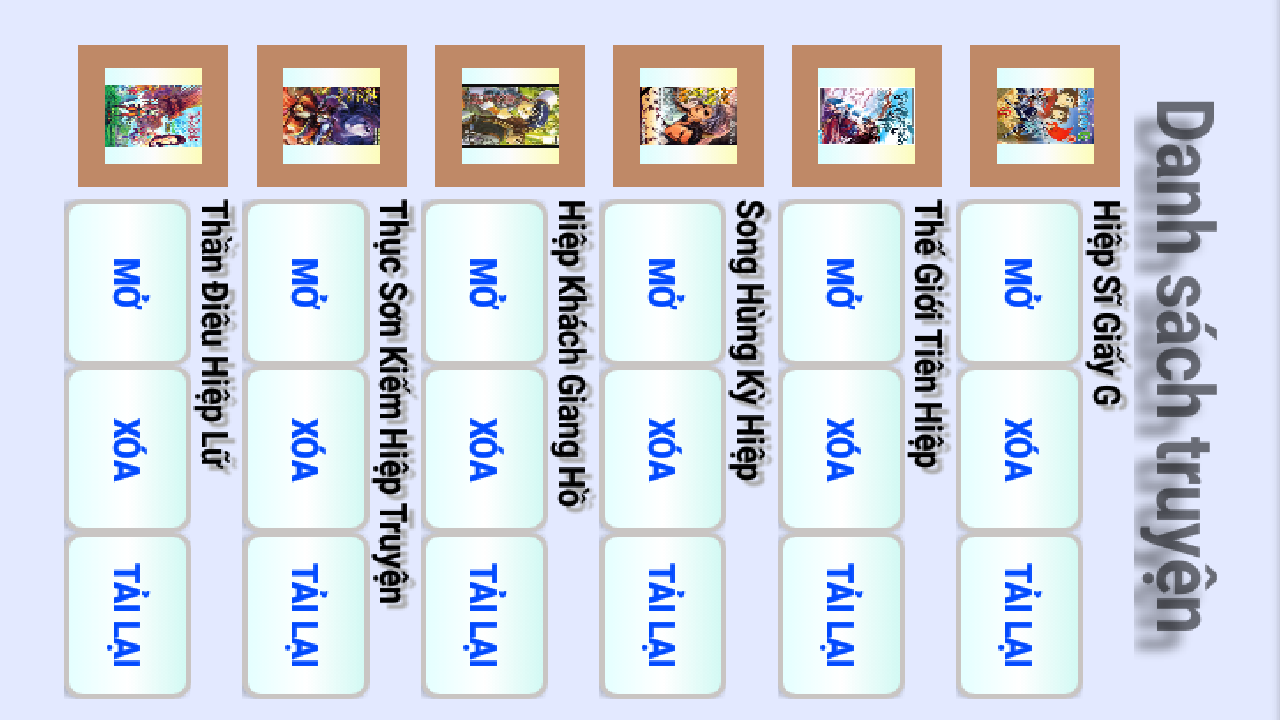 Danh sách truyện
Hiệp Sĩ Giấy G
MỞ
XÓA
TẢI LẠI
Thế Giới Tiên Hiệp
MỞ
XÓA
TẢI LẠI
Song Hùng Kỳ Hiệp
MỞ
XÓA
TẢI LẠI
Hiệp Khách Giang Hồ
MỞ
XÓA
TẢI LẠI
Thục Sơn Kiếm Hiệp Truyện
MỞ
XÓA
TẢI LẠI
Thần Điêu Hiệp Lữ
MỞ
XÓA
TẢI LẠI